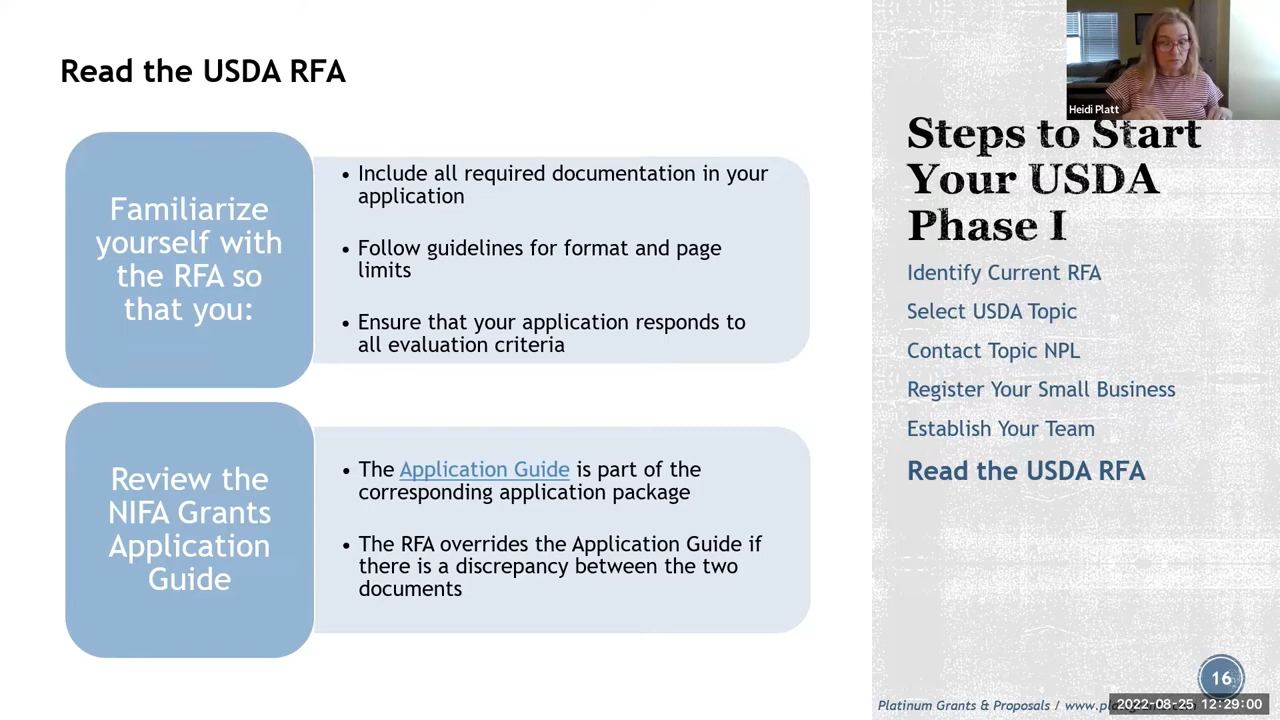 Read the USDA RFA
Familiarize
yourself with
the RFA so
that you:
• Include all required documentation in your
application
• Follow guidelines for format and page
limits
• Ensure that your application responds to
all evaluation criteria
Review the
NIFA Grants
Application
Guide
• The Application Guide is part of the
corresponding application package
• The RFA overrides the Application Guide if
there is a discrepancy between the two
documents
Heidi Platt
Steps to Start
Your USDA
Phase I
Identify Current RFA
Select USDA Topic
Contact Topic NPL
Register Your Small Business
Establish Your Team
Read the USDA RFA
16
Platinum Grants & Proposals /
2022-08-25 12:29:00